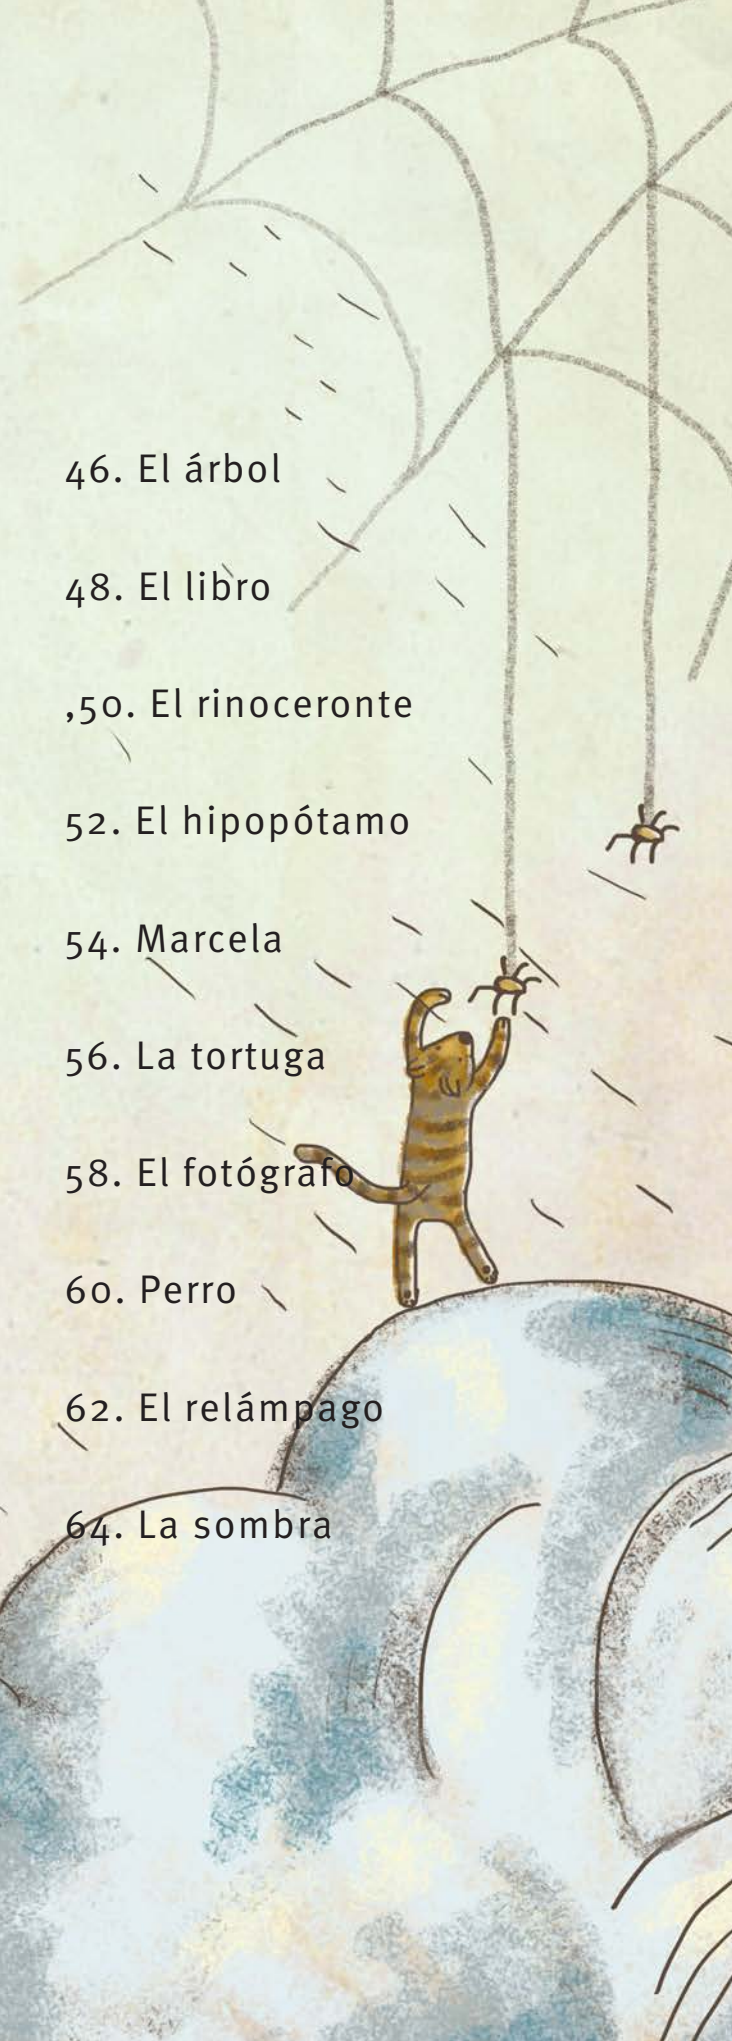 46. El árbol
48. El libro
,50. El rinoceronte
52. El hipopótamo
54. Marcela
56. La tortuga
58. El fotógrafo
60. Perro
62. El relámpago
64. La sombra